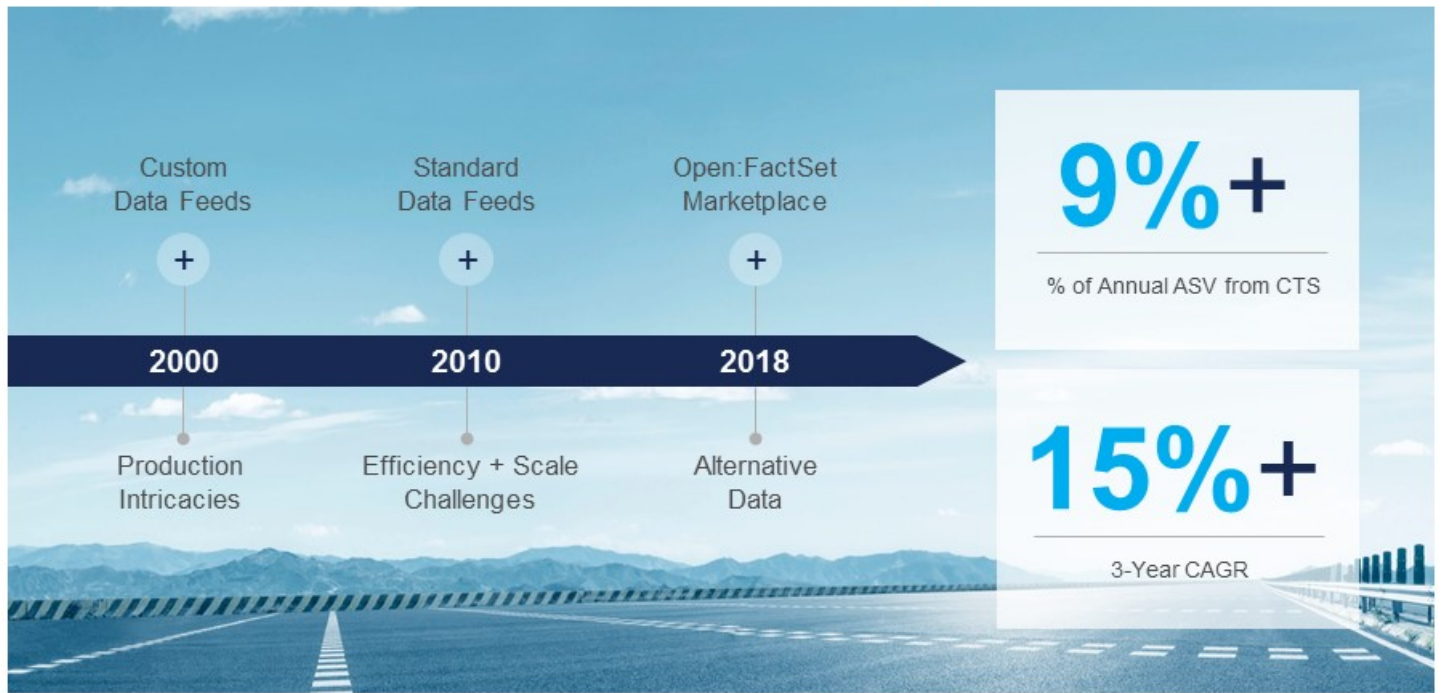 Custom
Data Feeds
Standard
Data Feeds
Open:FactSet
Marketplace
+
+
+
2000
2010
2018
Production
Intricacies
Efficiency + Scale
Challenges
Alternative
Data
9%+
% of Annual ASV from CTS
15%+
3-Year CAGR